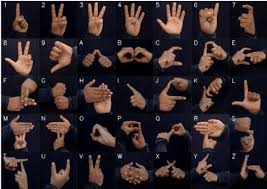 1 2 3 4 5 6 7
8 9 A B C D E
F G H I J K L
M N O P Q R S
T U V W X Y Z